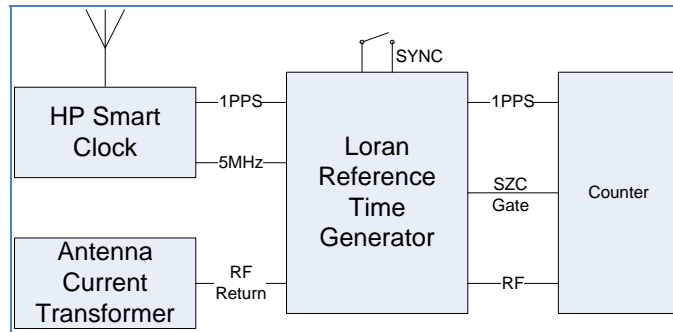 SYNC
HP Smart
Clock
1PPS
5MHz
Loran
Reference
Time
Generator
1PPS
SZC
Gate
RF
Counter
Antenna
Current
Transformer
RF
Return